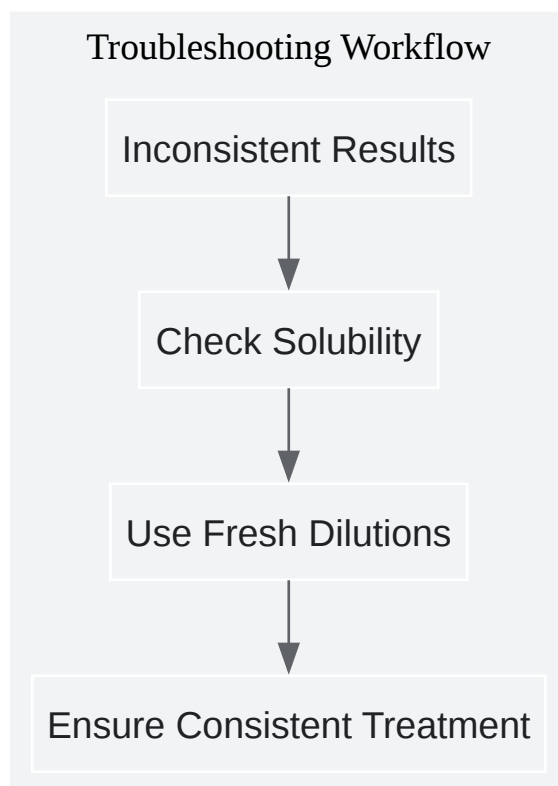 Troubleshooting Workflow
Inconsistent Results
Check Solubility
Use Fresh Dilutions
Ensure Consistent Treatment